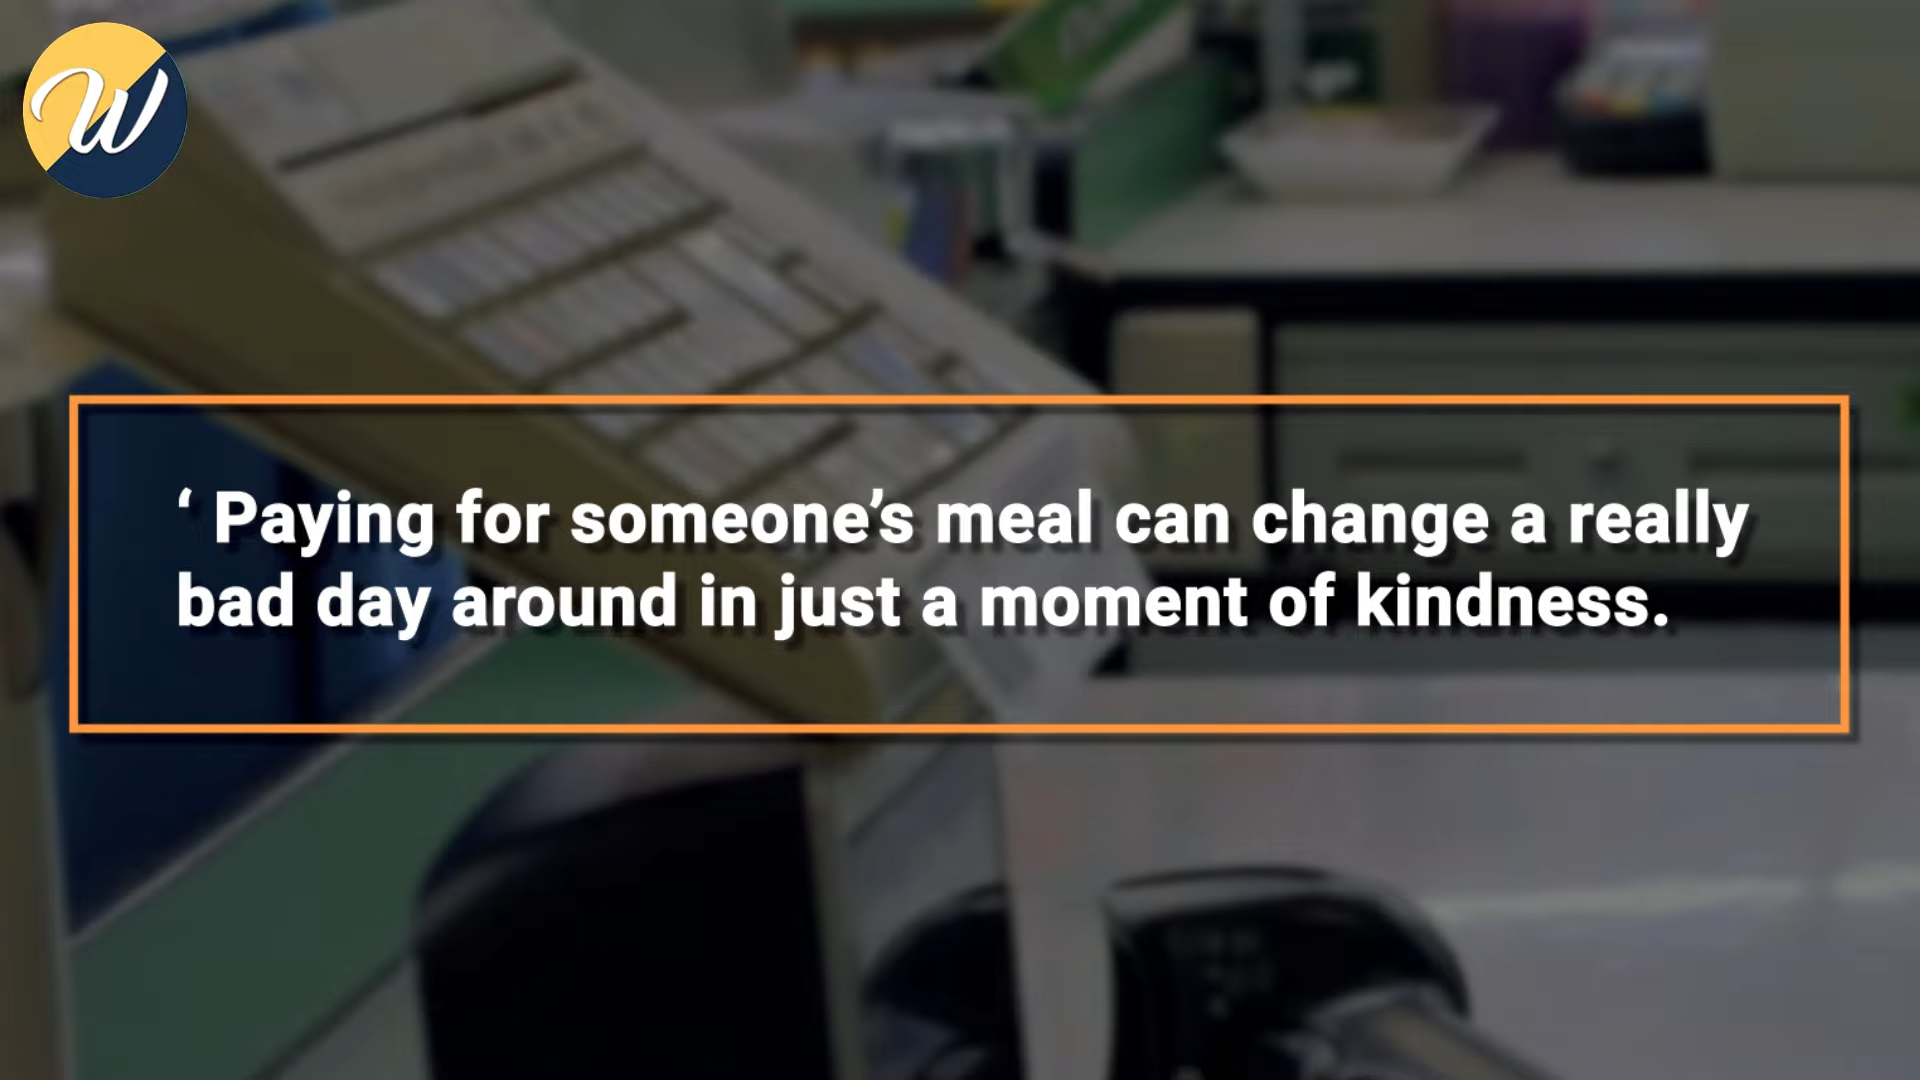 W
‘ Paying for someone’s meal can change a really
bad day around in just a moment of kindness.